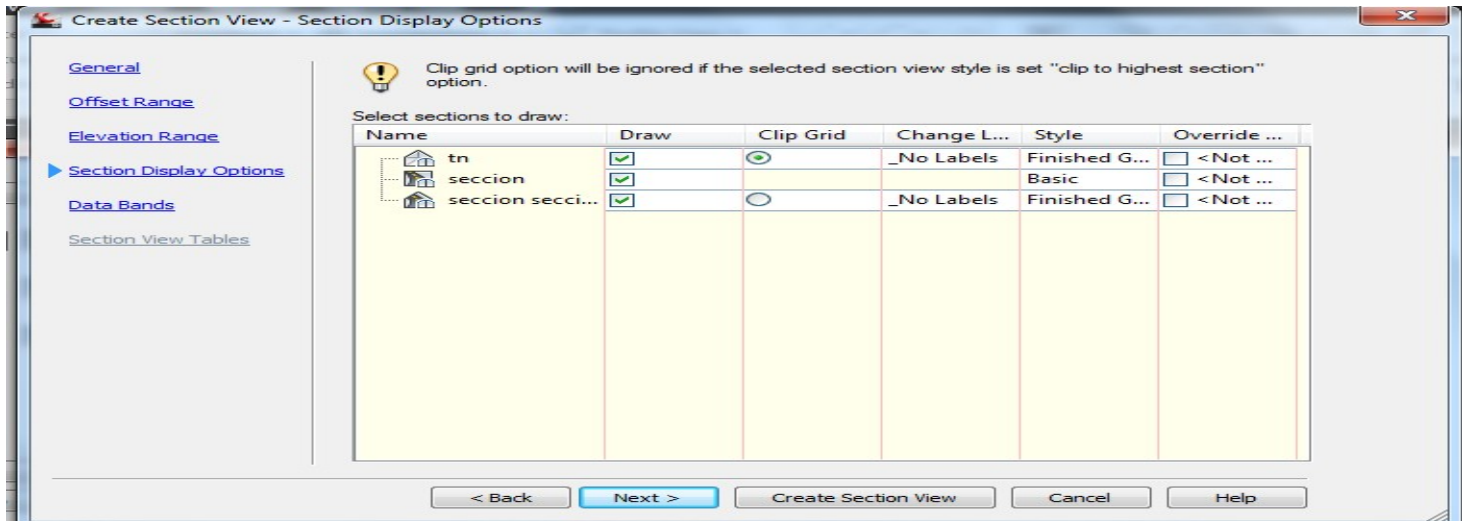 Create Section View - Section Display Options
General
Offset Range
Elevation Range
Section Display Options
Data Bands
Section View Tables
Clip grid option will be ignored if the selected section view style is set "clip to highest section"
option.
Select sections to draw:
Name Draw Clip Grid Change L... Style Override ...
tn _No Labels Finished G... <Not ...
seccion Basic <Not ...
seccion secci... _No Labels Finished G... <Not ...
< Back Next > Create Section View Cancel Help